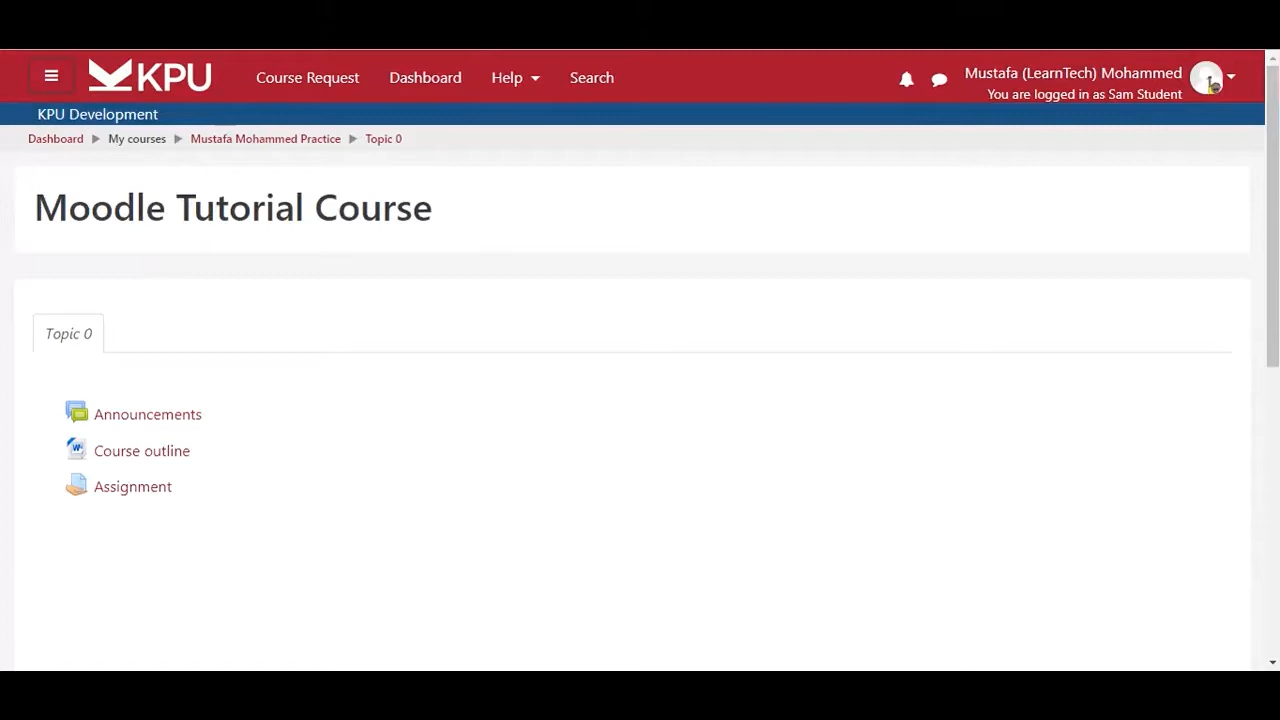 KPU
Course Request
Dashboard
Help
Search
Mustafa (LearnTech) Mohammed
You are logged in as Sam Student
KPU Development
Dashboard
My courses
Mustafa Mohammed Practice
Topic 0
Moodle Tutorial Course
Topic 0
Announcements
Course outline
Assignment